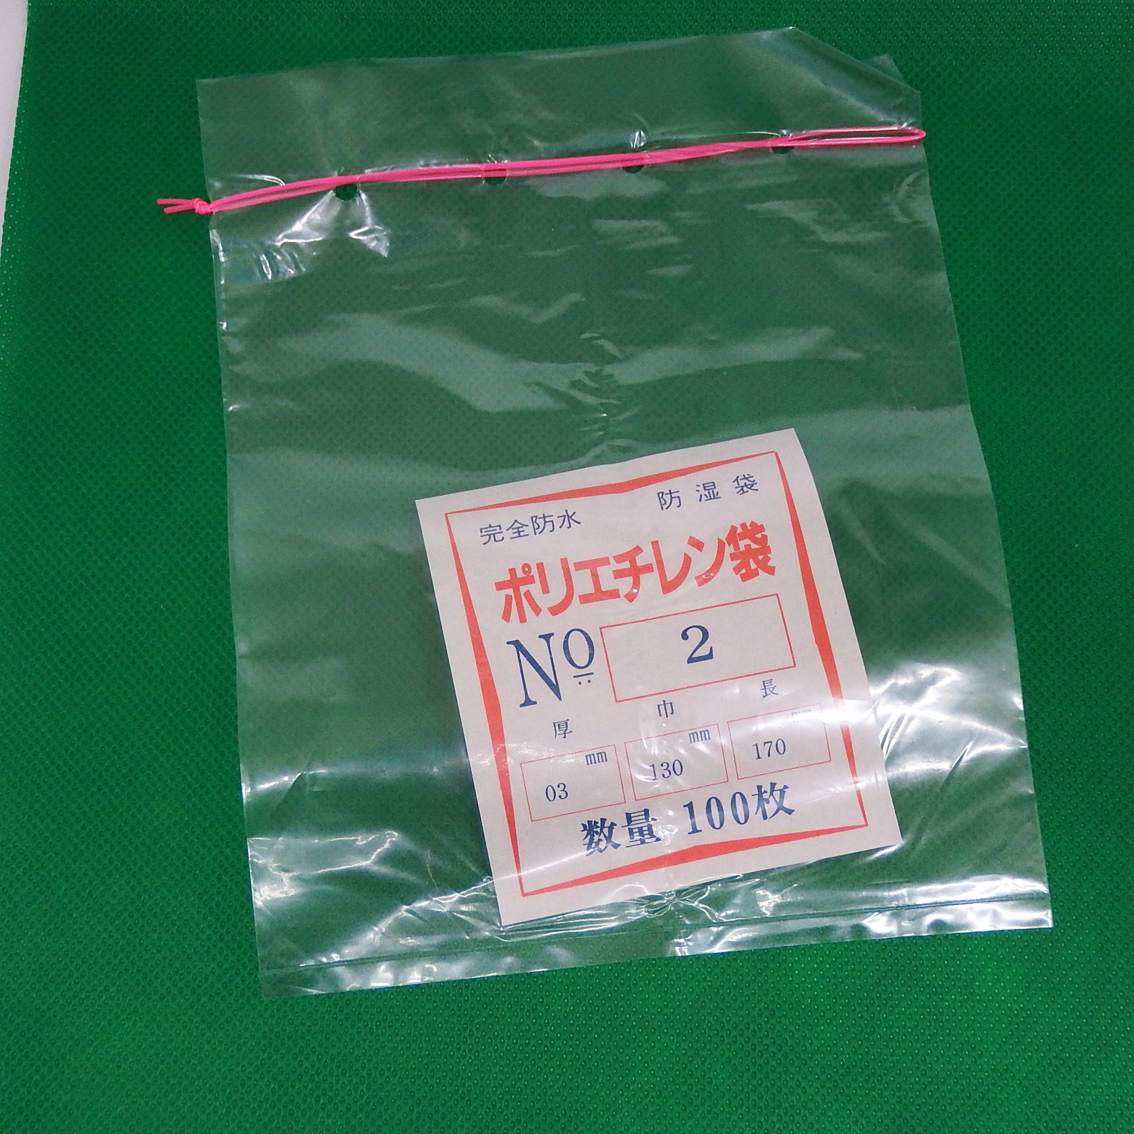 完全防水 防湿袋
ポリエチレン袋
No 2
厚 巾 長
mm mm mm
03 130 170
数量 100枚